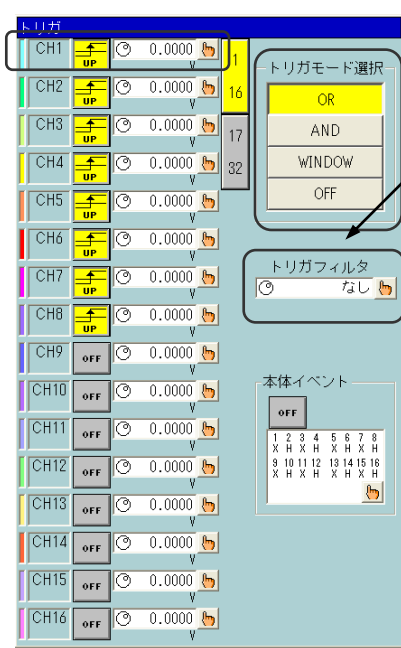 トリガ
CH1 UP 0.0000 V
CH2 UP 0.0000 V
CH3 UP 0.0000 V
CH4 UP 0.0000 V
CH5 UP 0.0000 V
CH6 UP 0.0000 V
CH7 UP 0.0000 V
CH8 UP 0.0000 V
CH9 OFF 0.0000 V
CH10 OFF 0.0000 V
CH11 OFF 0.0000 V
CH12 OFF 0.0000 V
CH13 OFF 0.0000 V
CH14 OFF 0.0000 V
CH15 OFF 0.0000 V
CH16 OFF 0.0000 V
1
16
17
32
トリガモード選択
OR
AND
WINDOW
OFF
トリガフィルタ
なし
本体イベント
OFF
1 2 3 4 5 6 7 8
X H X H X H X H
9 10 11 12 13 14 15 16
X H X H X H X H